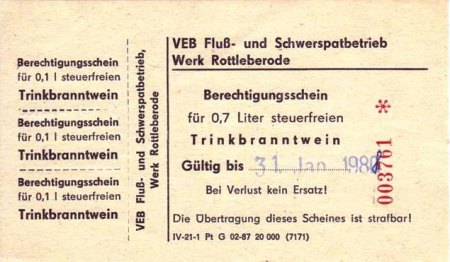 Berechtigungsschein
für 0,1 l steuerfreien
Trinkbranntwein
Berechtigungsschein
für 0,1 l steuerfreien
Trinkbranntwein
Berechtigungsschein
für 0,1 l steuerfreien
Trinkbranntwein
VEB Fluß- und Schwerspatbetrieb,
Werk Rottleberode
VEB Fluß- und Schwerspatbetrieb
Werk Rottleberode
Berechtigungsschein
für 0,7 Liter steuerfreien
Trinkbranntwein
Gültig bis 31. Jan. 1988
Bei Verlust kein Ersatz!
Die Übertragung dieses Scheines ist strafbar!
IV-21-1 Pt G 02-87 20 000 (7171)
003761 *